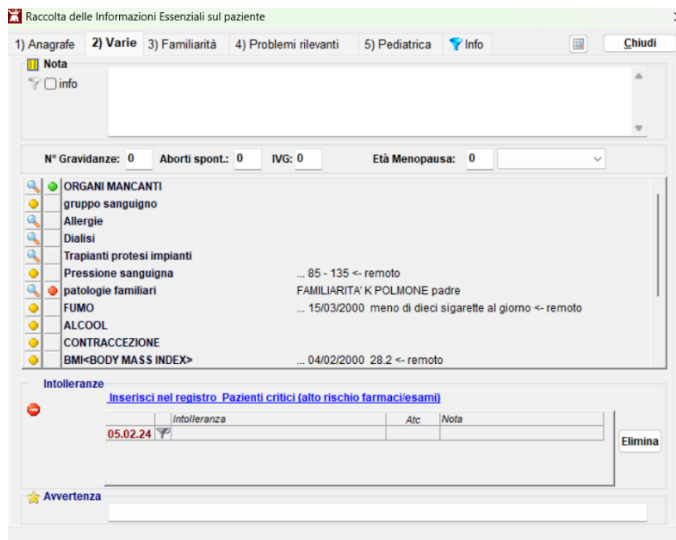 Raccolta delle Informazioni Essenziali sul paziente
1) Anagrafe 2) Varie 3) Familiarità 4) Problemi rilevanti 5) Pediatrica Info Chiudi
Nota
info
N° Gravidanze: 0 Aborti spont.: 0 IVG: 0 Età Menopausa: 0
ORGANI MANCANTI
gruppo sanguigno
Allergie
Dialisi
Trapianti protesi impianti
Pressione sanguigna ... 85 - 135 <- remoto
patologie familiari FAMILIARITA' K POLMONE padre
FUMO ... 15/03/2000 meno di dieci sigarette al giorno <- remoto
ALCOOL
CONTRACCEZIONE
BMI<BODY MASS INDEX> ... 04/02/2000 28.2 <- remoto
Intolleranze
Inserisci nel registro Pazienti critici (alto rischio farmaci/esami)
Intolleranza Atc Nota
05.02.24
Elimina
Avvertenza